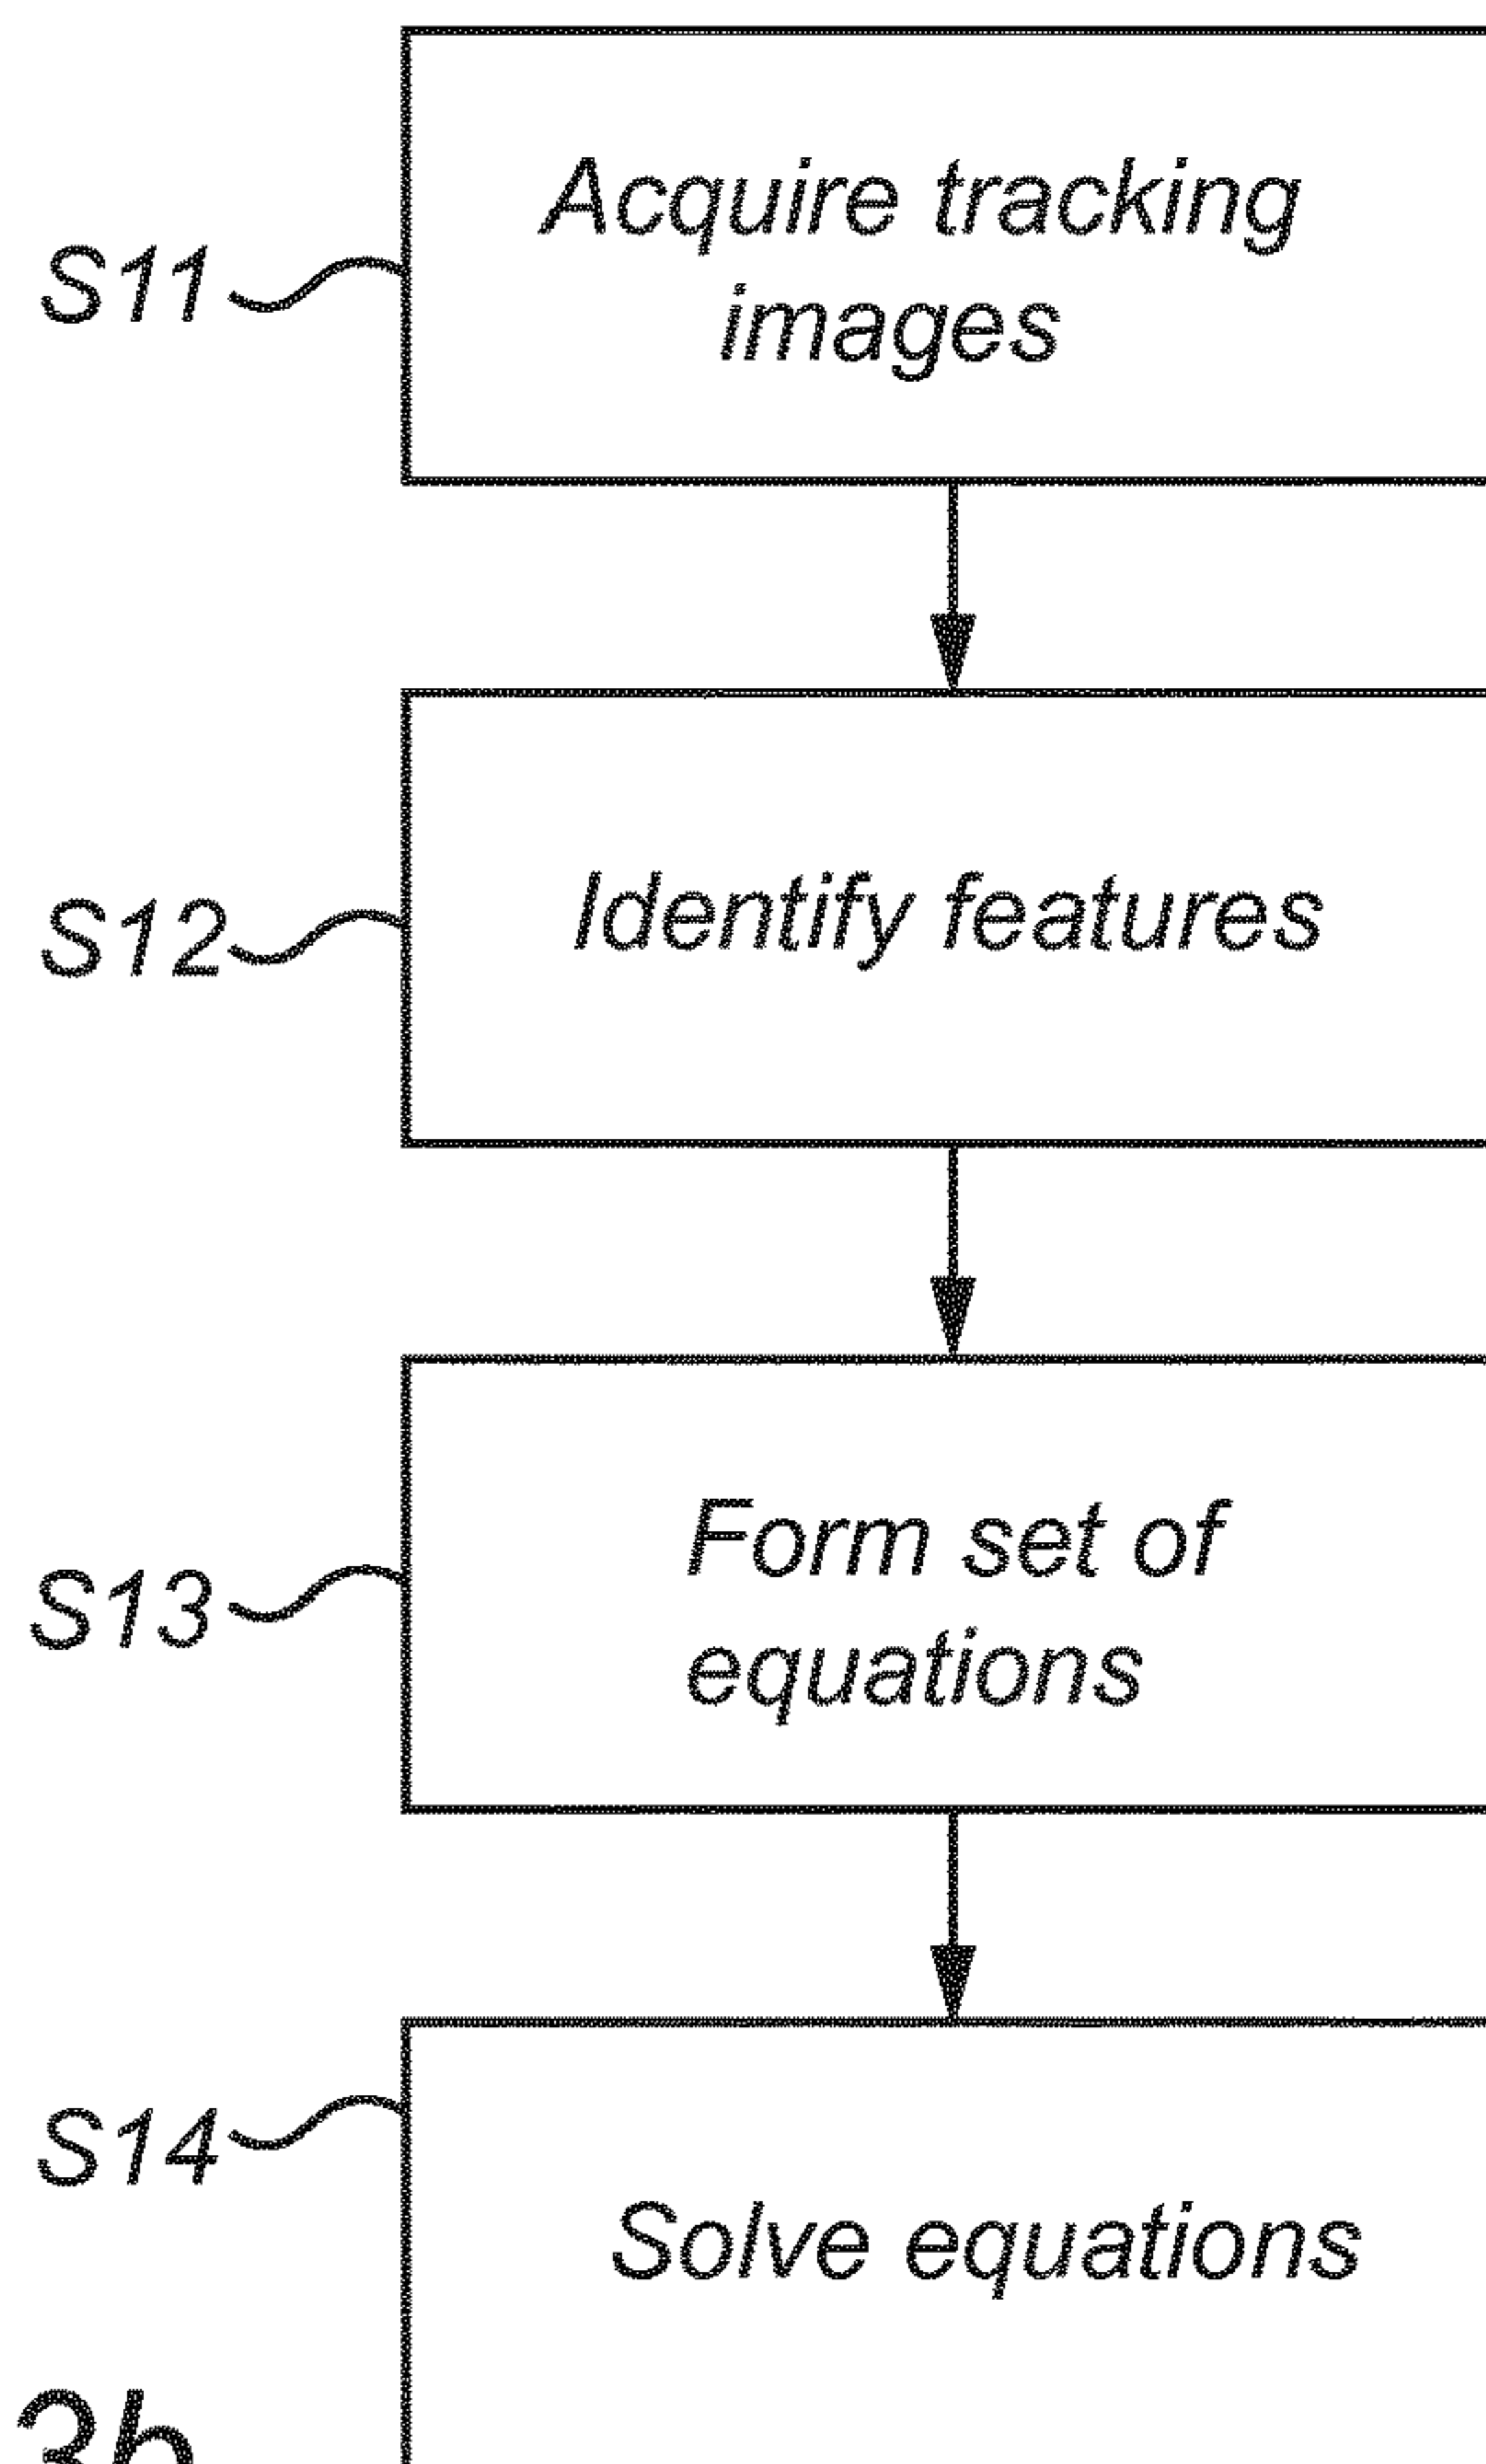 S11
Acquire tracking
images
S12
Identify features
S13
Form set of
equations
S14
Solve equations